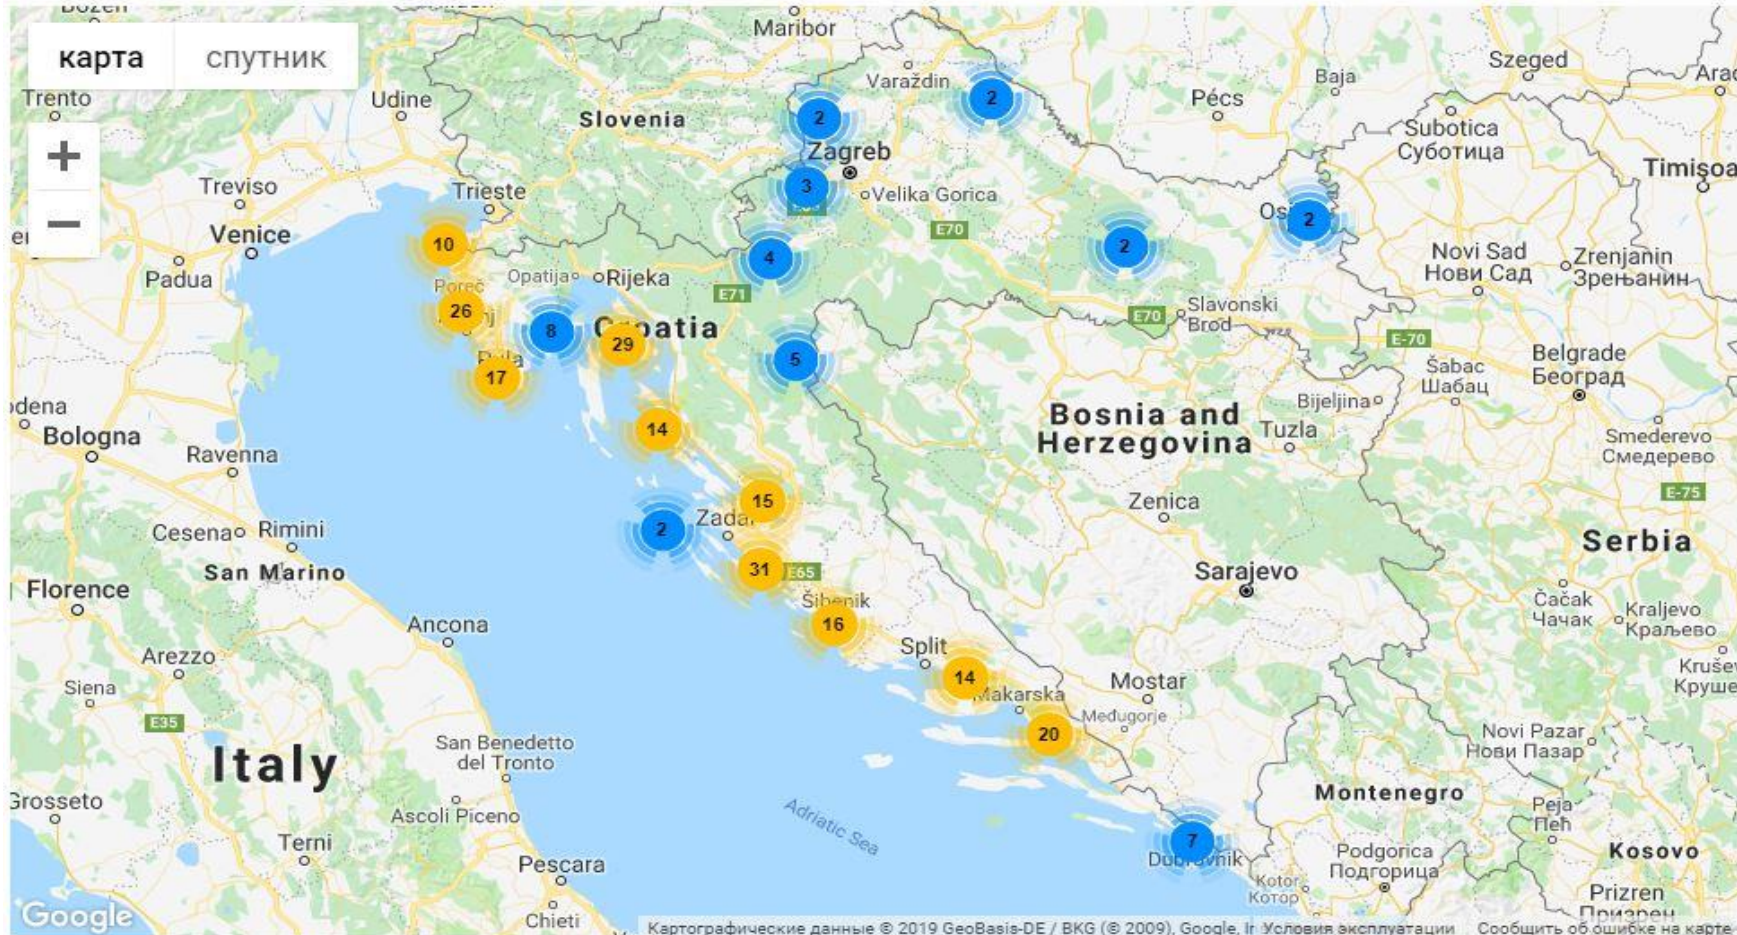 Maribor
карта спутник
Varaždin
2
Szeged
Baja
Trento
Udine
2
Pécs
Slovenia
Subotica
Суботица
Zagreb
Timișoa
Treviso
Trieste
3
Velika Gorica
2
E70
Venice
10
4
2
Novi Sad
Нови Сад
Zrenjanin
Зрењанин
Padua
Opatija
Rijeka
Poreč
E71
26
8
Croatia
E70
Slavonski
Brod
29
E-70
5
Belgrade
Београд
17
Šabac
Шабац
Bijeljina
Bosnia and
Herzegovina
14
Tuzla
Bologna
Smederevo
Смедерево
Ravenna
15
E-75
Zenica
2
Zadar
Cesena
Rimini
Serbia
San Marino
31
E65
Sarajevo
Florence
Šibenik
Čačak
Чачак
Kraljevo
Краљево
Ancona
16
Split
Arezzo
14
Mostar
Siena
Makarska
Međugorje
E35
20
Novi Pazar
Нови Пазар
San Benedetto
del Tronto
Italy
Montenegro
Grosseto
Adriatic Sea
Peja
Пећ
Ascoli Piceno
Terni
7
Dubrovnik
Podgorica
Подгорица
Kosovo
Pescara
Kotor
Котор
Prizren
Призрен
Google
Chieti
Картографические данные © 2019 GeoBasis-DE / BKG (© 2009), Google, Условия эксплуатации Сообщить об ошибке на карте